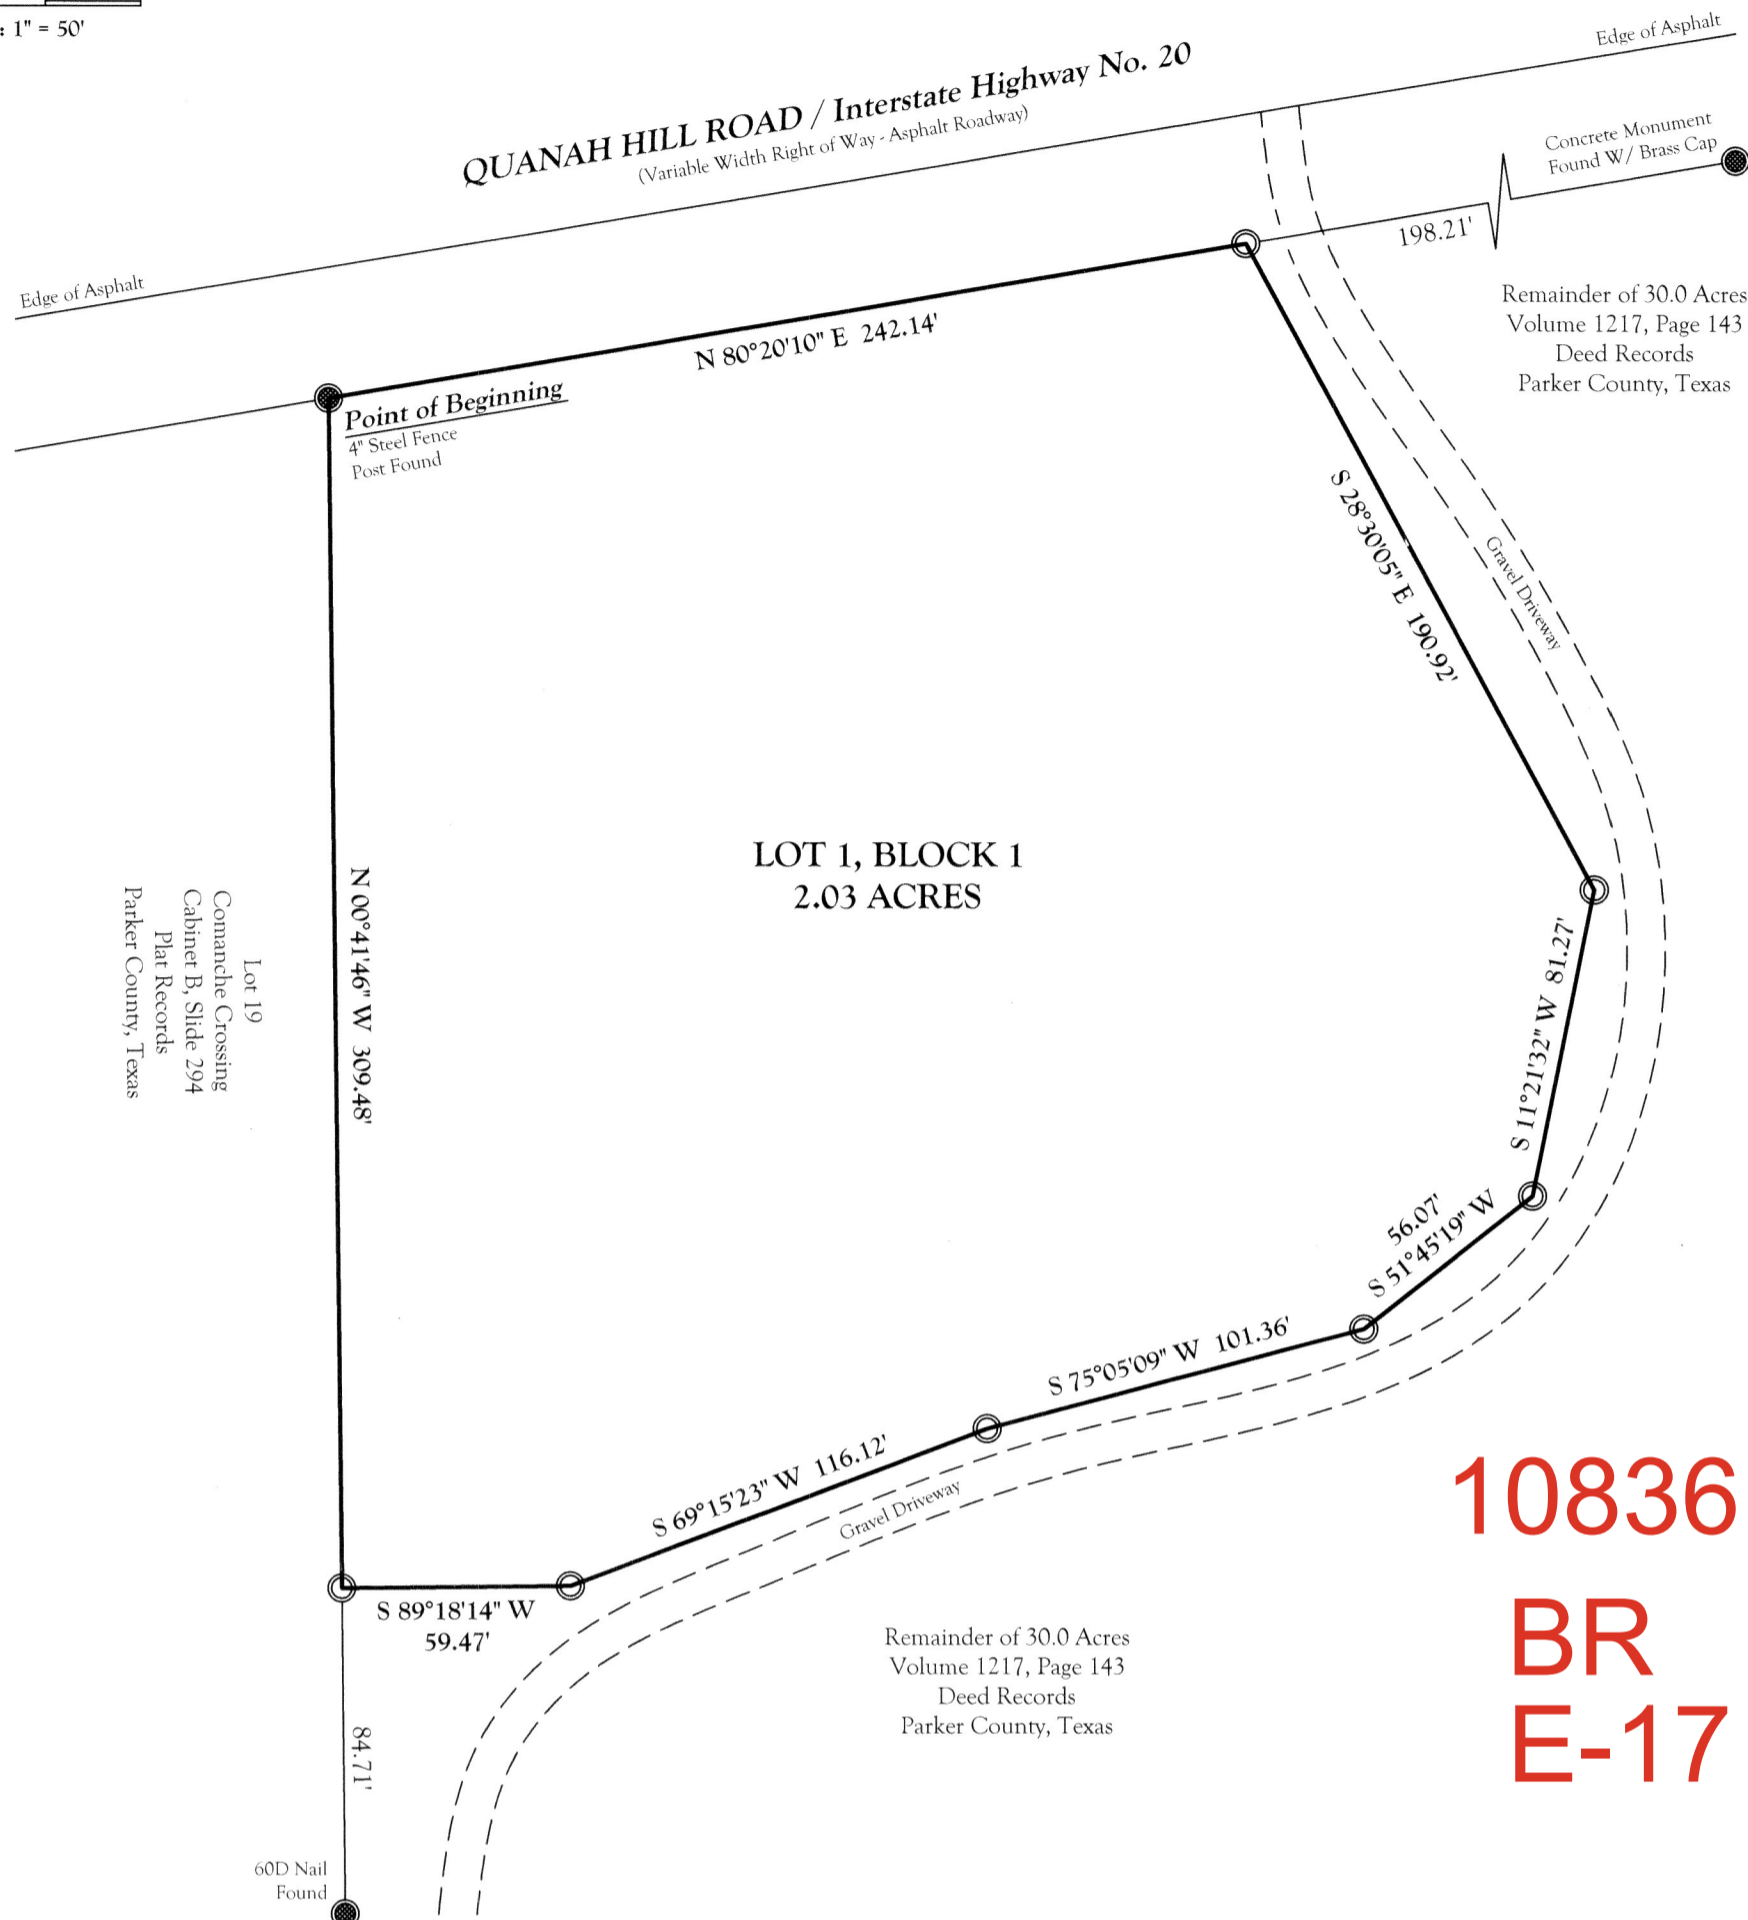 : 1" = 50'
QUANAH HILL ROAD / Interstate Highway No. 20
(Variable Width Right of Way - Asphalt Roadway)
Edge of Asphalt
Concrete Monument
Found W/ Brass Cap
198.21'
Edge of Asphalt
N 80°20'10" E 242.14'
Remainder of 30.0 Acres
Volume 1217, Page 143
Deed Records
Parker County, Texas
Point of Beginning
4" Steel Fence
Post Found
S 28°30'05" E 190.92'
Gravel Driveway
LOT 1, BLOCK 1
2.03 ACRES
N 00°41'46" W 309.48'
Lot 19
Comanche Crossing
Cabinet B, Slide 294
Plat Records
Parker County, Texas
S 11°21'32" W 81.27'
56.07'
S 51°45'19" W
S 75°05'09" W 101.36'
S 69°15'23" W 116.12'
Gravel Driveway
S 89°18'14" W
59.47'
Remainder of 30.0 Acres
Volume 1217, Page 143
Deed Records
Parker County, Texas
84.71'
60D Nail
Found
10836
BR
E-17